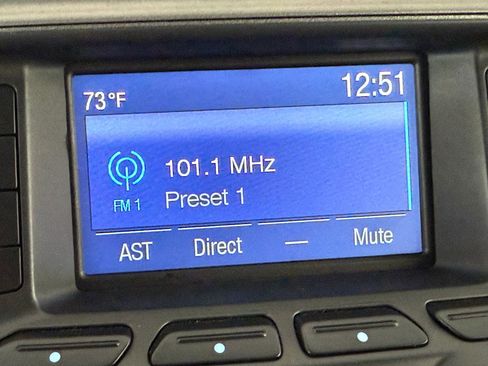 73°F 12:51
101.1 MHz
FM 1 Preset 1
AST Direct — Mute